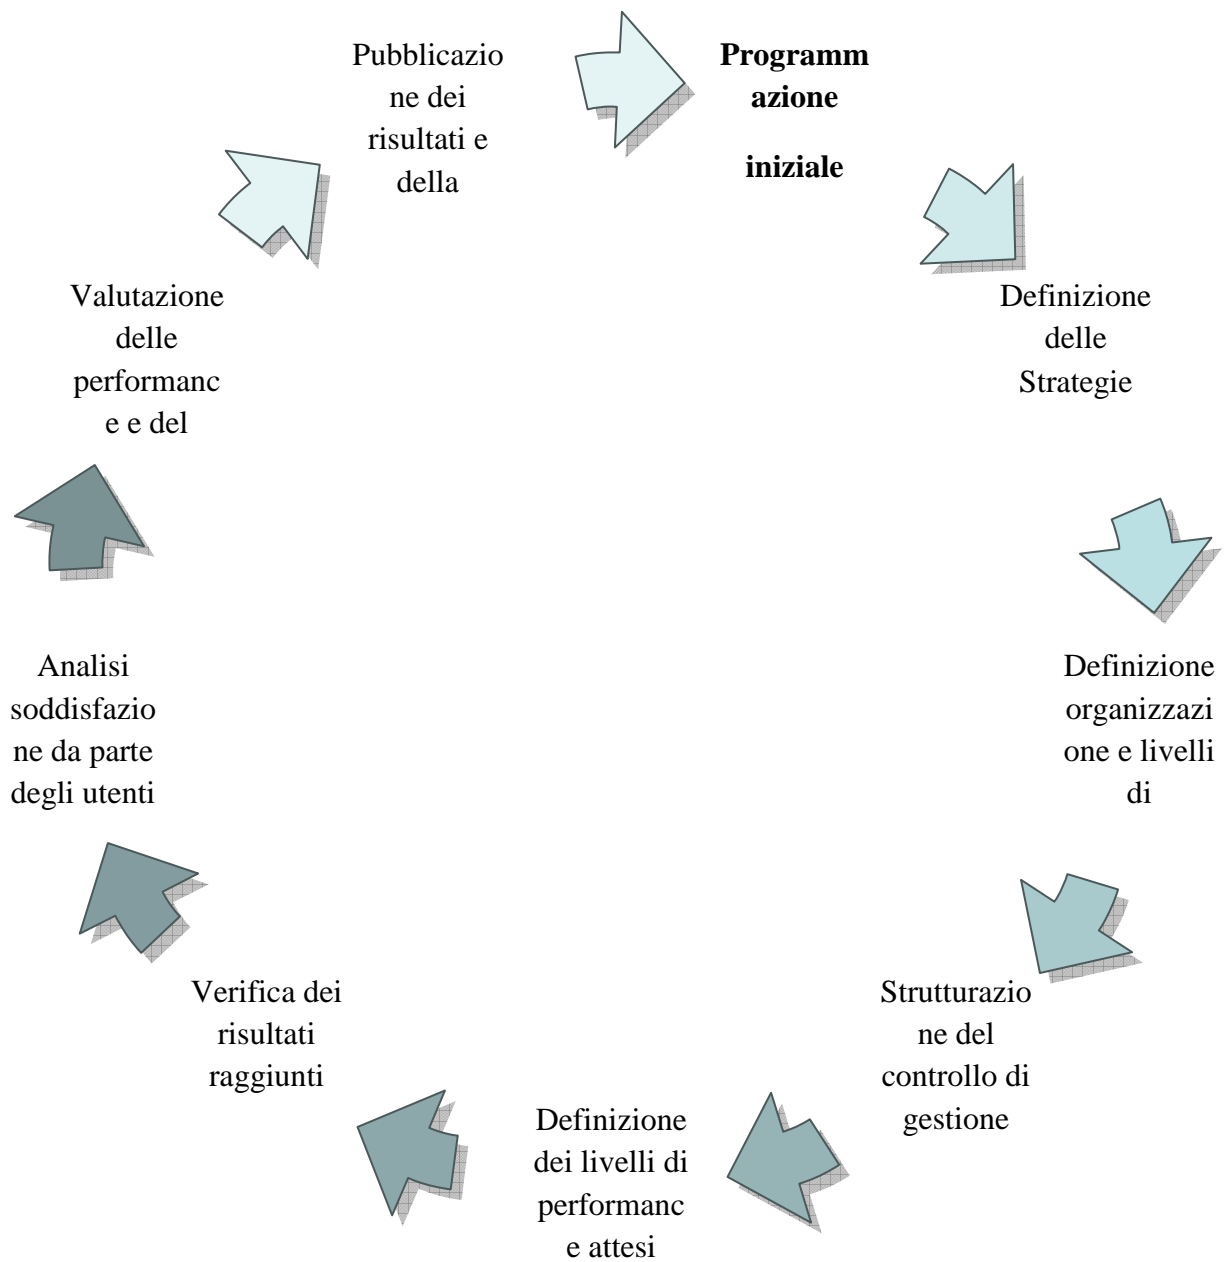 Pubblicazio
ne dei
risultati e
della
Programm
azione
iniziale
Definizione
delle
Strategie
Definizione
organizzazi
one e livelli
di
Strutturazio
ne del
controllo di
gestione
Definizione
dei livelli di
performanc
e attesi
Verifica dei
risultati
raggiunti
Analisi
soddisfazio
ne da parte
degli utenti
Valutazione
delle
performanc
e e del